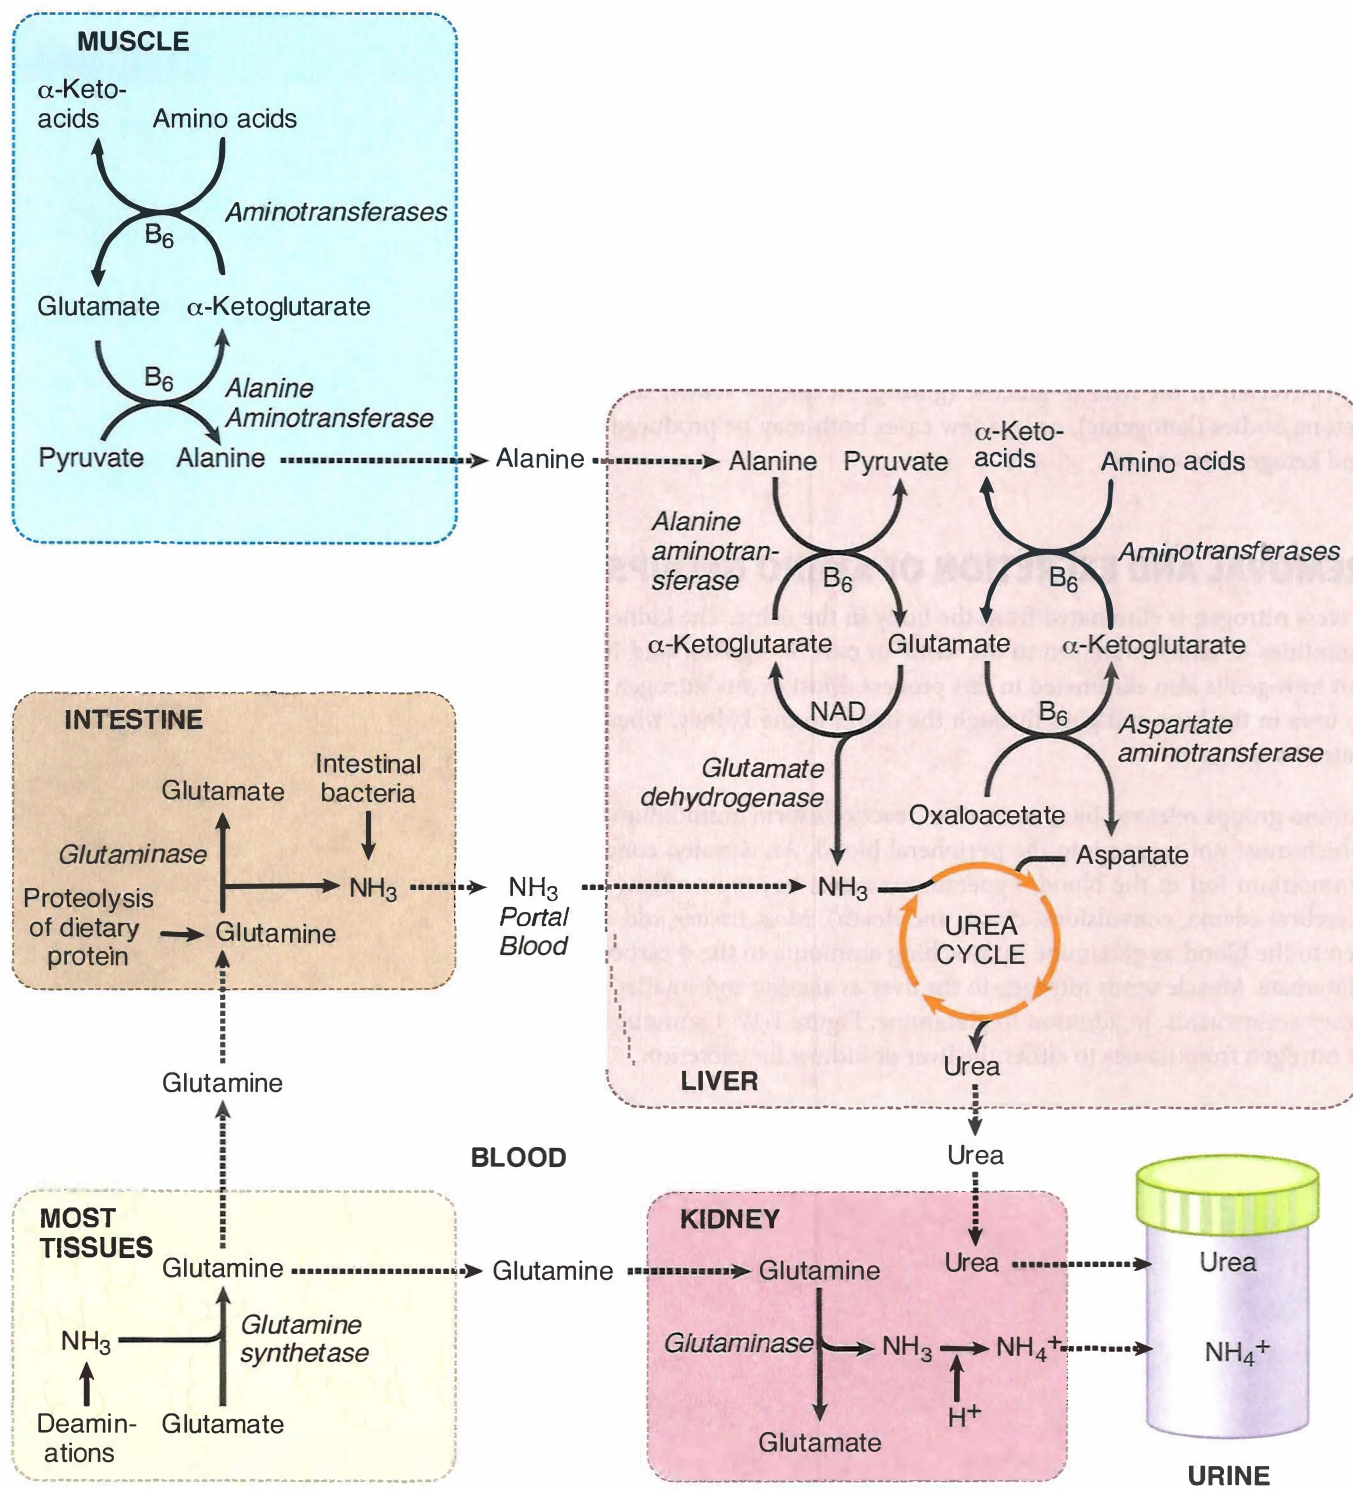 MUSCLE
α-Keto-
acids
Amino acids
Aminotransferases
B6
Glutamate
α-Ketoglutarate
B6
Alanine
Aminotransferase
Pyruvate
Alanine
Alanine
Alanine
Pyruvate
α-Keto-
acids
Amino acids
Alanine
aminotran-
sferase
B6
B6
Aminotransferases
α-Ketoglutarate
Glutamate
α-Ketoglutarate
NAD
B6
Aspartate
aminotransferase
Glutamate
dehydrogenase
Oxaloacetate
Aspartate
NH3
UREA
CYCLE
Urea
LIVER
INTESTINE
Glutamate
Intestinal
bacteria
Glutaminase
NH3
Proteolysis
of dietary
protein
Glutamine
NH3
Portal
Blood
Glutamine
BLOOD
Urea
MOST
TISSUES
Glutamine
NH3
Glutamine
synthetase
Deamin-
ations
Glutamate
Glutamine
KIDNEY
Glutamine
Urea
Glutaminase
NH3
NH4+
H+
Glutamate
Urea
NH4+
URINE